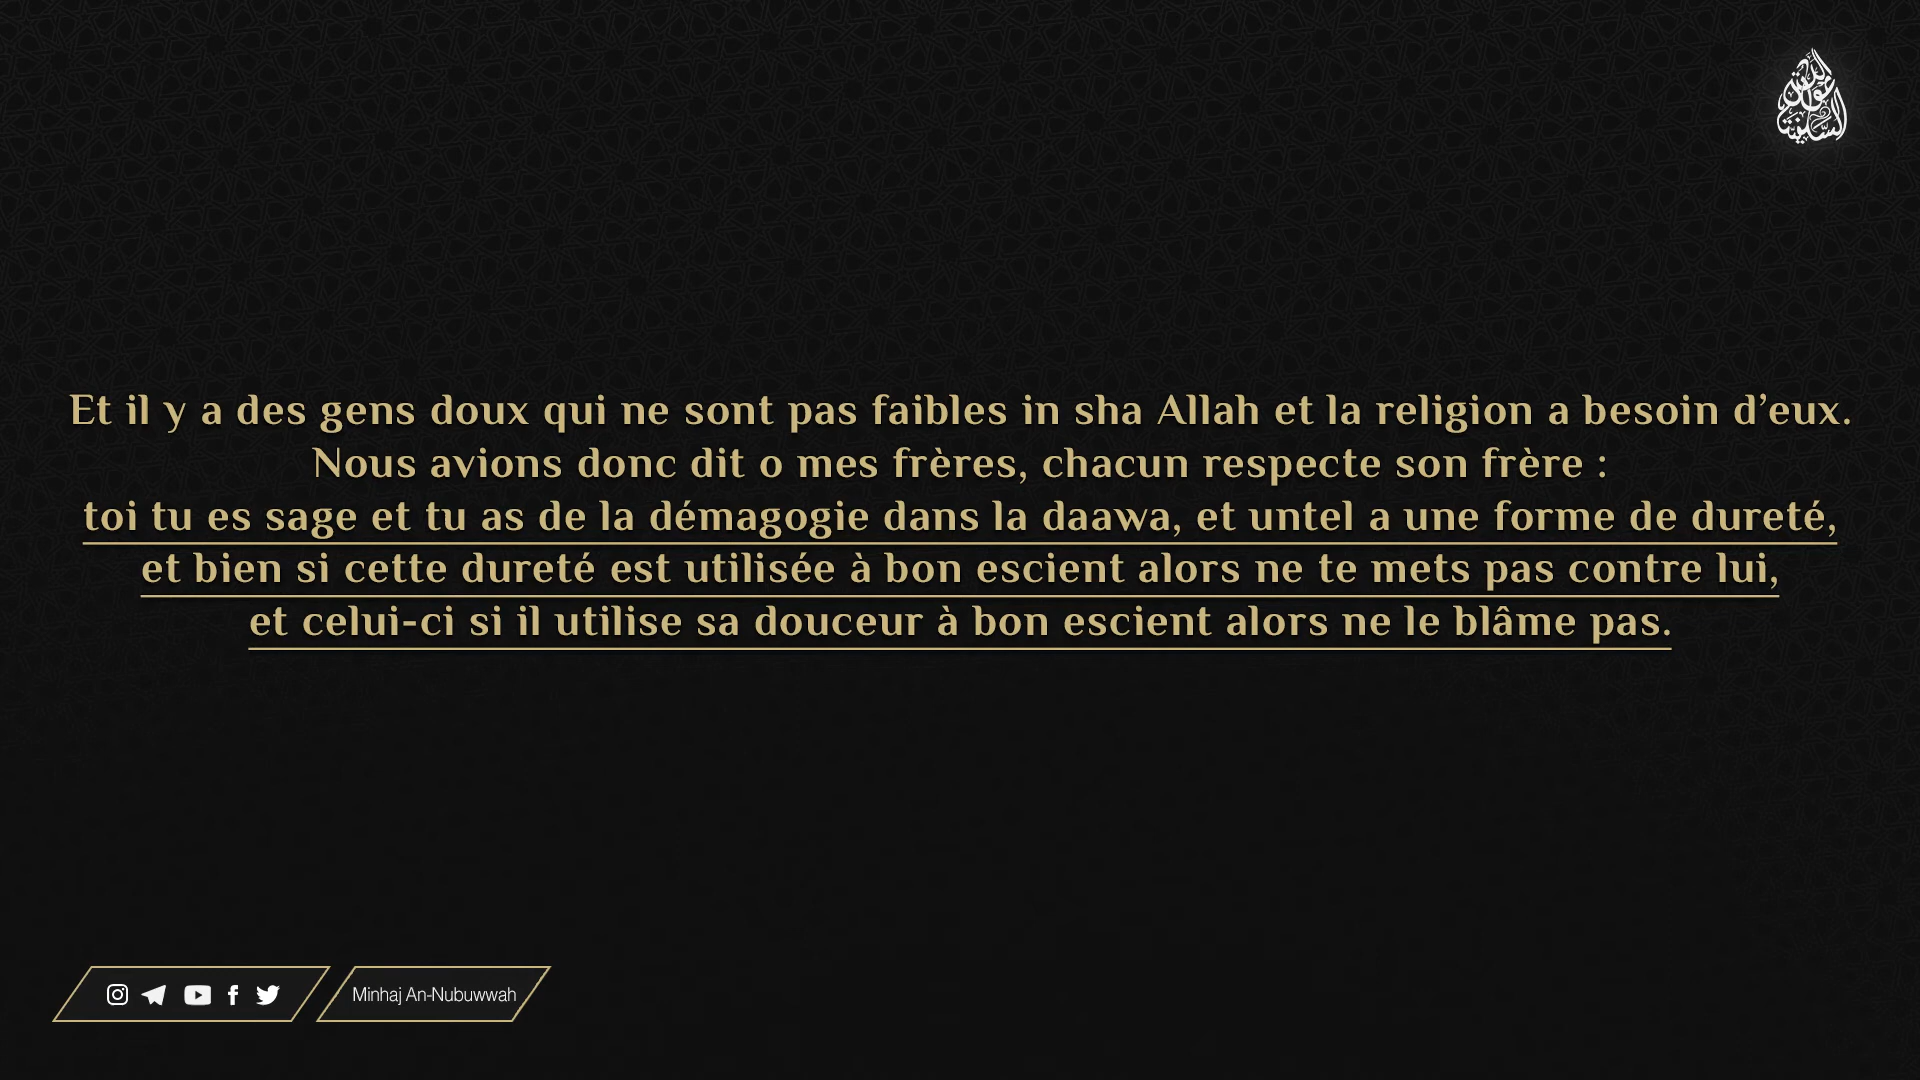 Et il y a des gens doux qui ne sont pas faibles in sha Allah et la religion a besoin d’eux.
Nous avions donc dit o mes frères, chacun respecte son frère :
toi tu es sage et tu as de la démagogie dans la daawa, et untel a une forme de dureté,
et bien si cette dureté est utilisée à bon escient alors ne te mets pas contre lui,
et celui-ci si il utilise sa douceur à bon escient alors ne le blâme pas.
Minhaj An-Nubuwwah